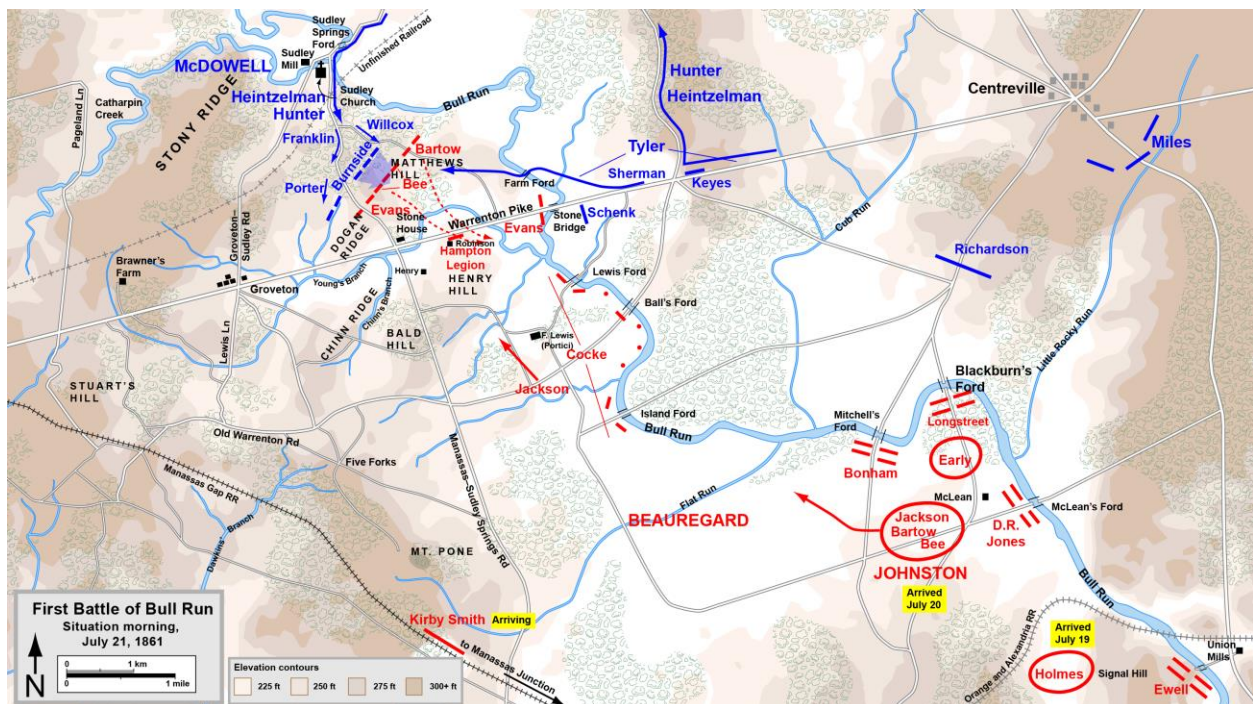 Sudley
Springs
Ford
Unfinished Railroad
Sudley
Mill
McDOWELL
Sudley
Church
Heintzelman
Hunter
Bull Run
Hunter
Heintzelman
Centreville
Pageland Ln
Catharpin
Creek
STONY RIDGE
Franklin
Willcox
Bartow
MATTHEWS
HILL
Burnside
Bee
Porter
Evans
Tyler
Sherman
Keyes
Miles
Farm Ford
Warrenton Pike
Evans
Stone
Bridge
Schenk
Cub Run
Richardson
Groveton–
Sudley Rd
DOGAN
RIDGE
Stone
House
Robinson
Hampton
Legion
HENRY
HILL
Henry
Brawner's
Farm
Groveton
Young's Branch
Chinn's Branch
CHINN RIDGE
BALD
HILL
Lewis Ln
Lewis Ford
Ball's Ford
F. Lewis
(Portici)
Cocke
Jackson
Little Rocky Run
STUART'S
HILL
Old Warrenton Rd
Five Forks
Manassas Gap RR
Manassas–Sudley Springs Rd
Island Ford
Bull Run
Mitchell's
Ford
Blackburn's
Ford
Longstreet
Bonham
Early
Flat Run
McLean
McLean's Ford
D.R.
Jones
BEAUREGARD
Jackson
Bartow
Bee
JOHNSTON
Arrived
July 20
Dawkins' Branch
MT. PONE
Kirby Smith
Arriving
to Manassas Junction
Bull Run
Orange and Alexandria RR
Arrived
July 19
Holmes
Signal Hill
Union
Mills
Ewell
First Battle of Bull Run
Situation morning,
July 21, 1861
0 1 km
0 1 mile
N
Elevation contours
225 ft 250 ft 275 ft 300+ ft